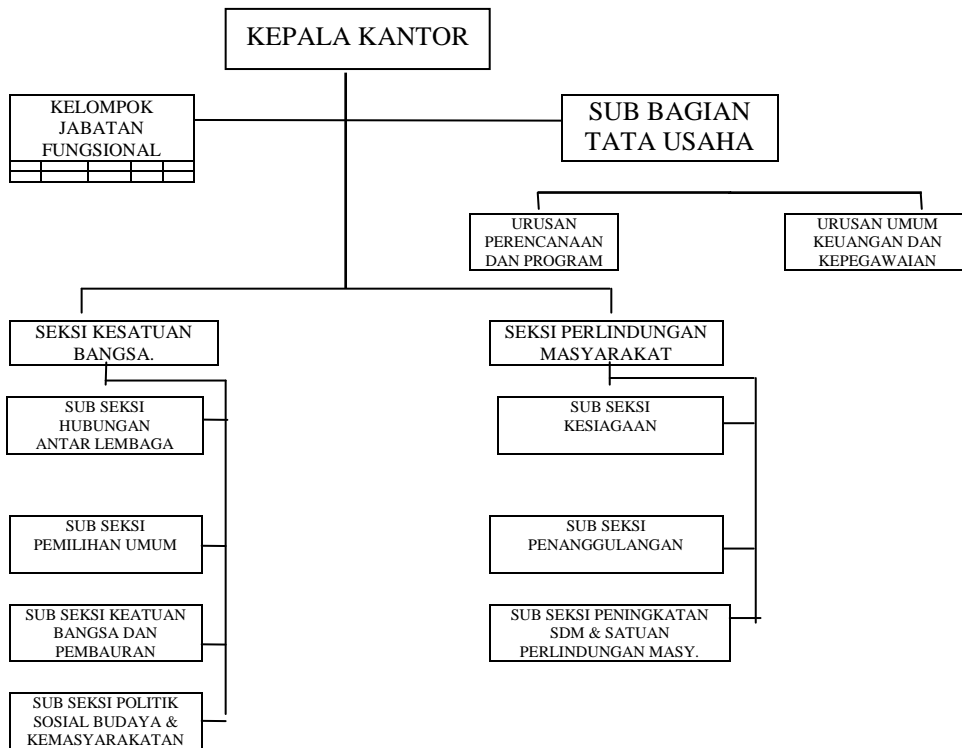 KEPALA KANTOR
KELOMPOK
JABATAN
FUNGSIONAL
SUB BAGIAN
TATA USAHA
URUSAN
PERENCANAAN
DAN PROGRAM
URUSAN UMUM
KEUANGAN DAN
KEPEGAWAIAN
SEKSI KESATUAN
BANGSA.
SEKSI PERLINDUNGAN
MASYARAKAT
SUB SEKSI
HUBUNGAN
ANTAR LEMBAGA
SUB SEKSI
KESIAGAAN
SUB SEKSI
PEMILIHAN UMUM
SUB SEKSI
PENANGGULANGAN
SUB SEKSI KEATUAN
BANGSA DAN
PEMBAURAN
SUB SEKSI PENINGKATAN
SDM & SATUAN
PERLINDUNGAN MASY.
SUB SEKSI POLITIK
SOSIAL BUDAYA &
KEMASYARAKATAN